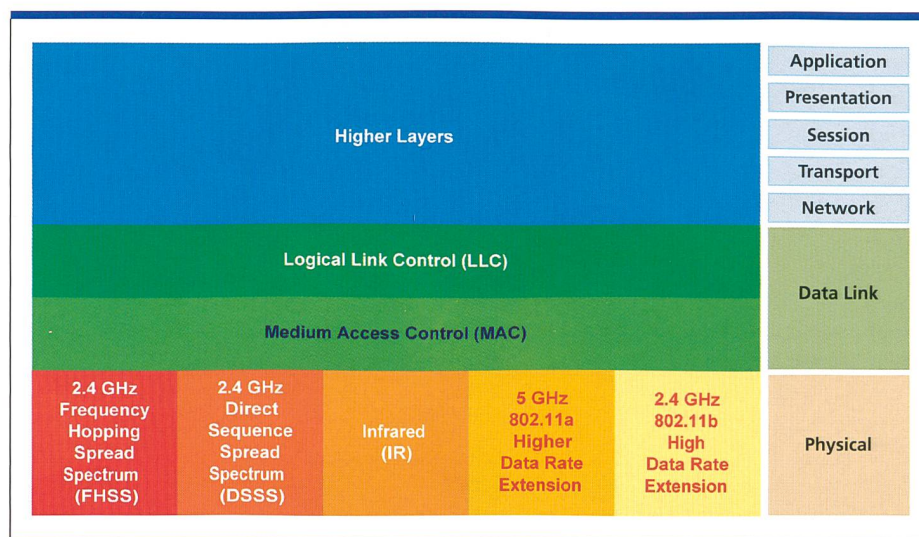 Higher Layers
Logical Link Control (LLC)
Medium Access Control (MAC)
2.4 GHz
Frequency
Hopping
Spread
Spectrum
(FHSS)
2.4 GHz
Direct
Sequence
Spread
Spectrum
(DSSS)
Infrared
(IR)
5 GHz
802.11a
Higher
Data Rate
Extension
2.4 GHz
802.11b
High
Data Rate
Extension
Application
Presentation
Session
Transport
Network
Data Link
Physical